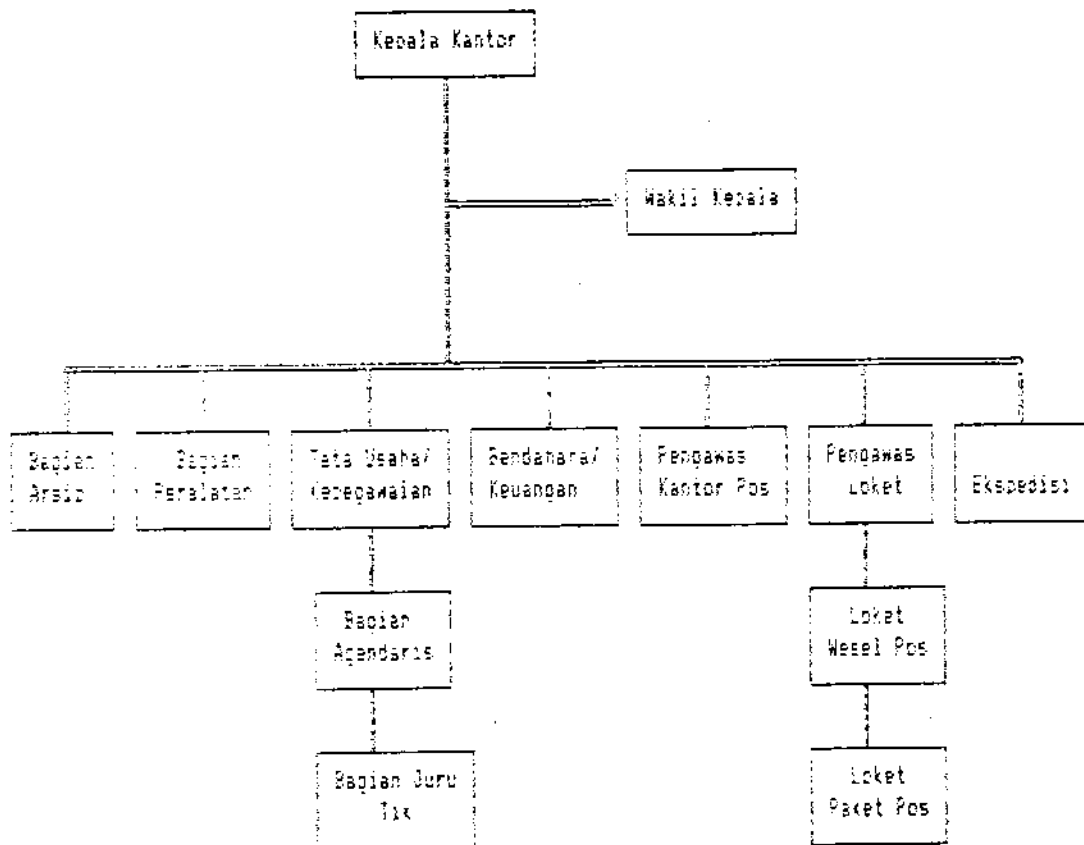 Kepala Kantor
Wakil Kepala
Bagian
Arsip
Bagian
Peralatan
Tata Usaha/
Kepegawaian
Bendahara/
Keuangan
Pengawas
Kantor Pos
Pengawas
Loket
Ekspedisi
Bagian
Agendaris
Loket
Wesel Pos
Bagian Juru
Tik
Loket
Paket Pos